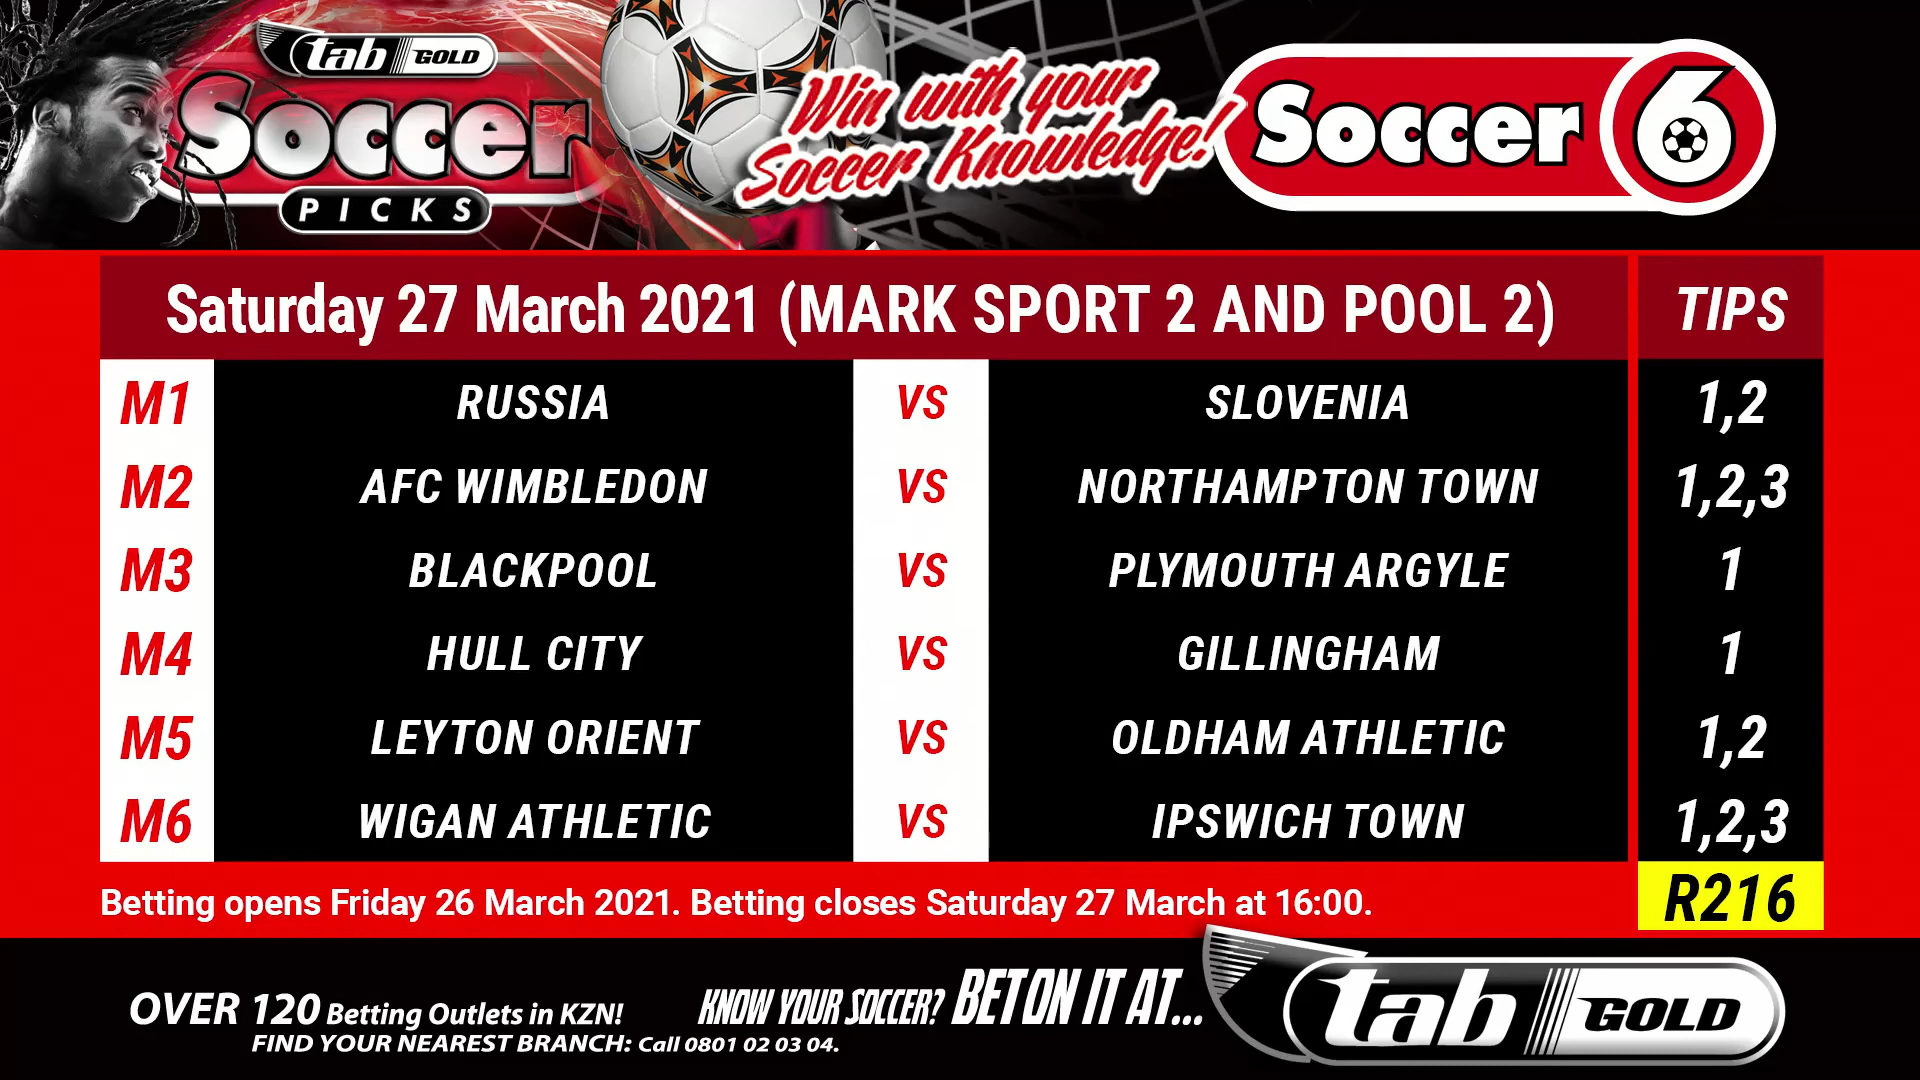 tab GOLD
Soccer
PICKS
Win with your
Soccer Knowledge!
Soccer 6
Saturday 27 March 2021 (MARK SPORT 2 AND POOL 2) TIPS
M1 RUSSIA VS SLOVENIA 1,2
M2 AFC WIMBLEDON VS NORTHAMPTON TOWN 1,2,3
M3 BLACKPOOL VS PLYMOUTH ARGYLE 1
M4 HULL CITY VS GILLINGHAM 1
M5 LEYTON ORIENT VS OLDHAM ATHLETIC 1,2
M6 WIGAN ATHLETIC VS IPSWICH TOWN 1,2,3
Betting opens Friday 26 March 2021. Betting closes Saturday 27 March at 16:00. R216
OVER 120 Betting Outlets in KZN!
FIND YOUR NEAREST BRANCH: Call 0801 02 03 04.
KNOW YOUR SOCCER? BET ON IT AT...
tab GOLD